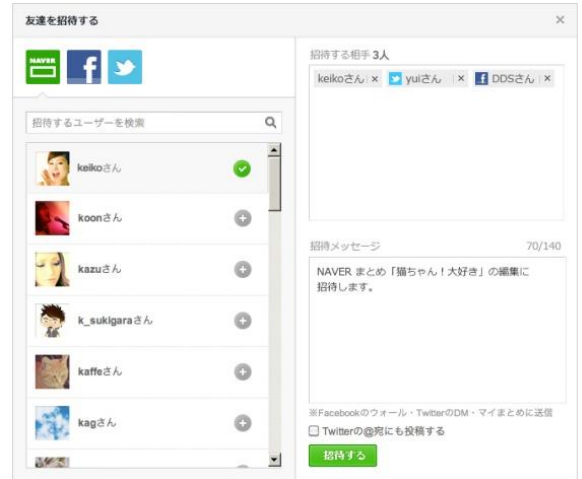 友達を招待する
NAVER
招待するユーザーを検索
keikoさん
koonさん
kazuさん
k_sukigaraさん
kaffeさん
kagさん
招待する相手 3人
keikoさん × yuiさん × DDSさん ×
招待メッセージ 70/140
NAVER まとめ「猫ちゃん！大好き」の編集に
招待します。
※Facebookのウォール・TwitterのDM・マイまとめに送信
Twitterの@宛にも投稿する
招待する